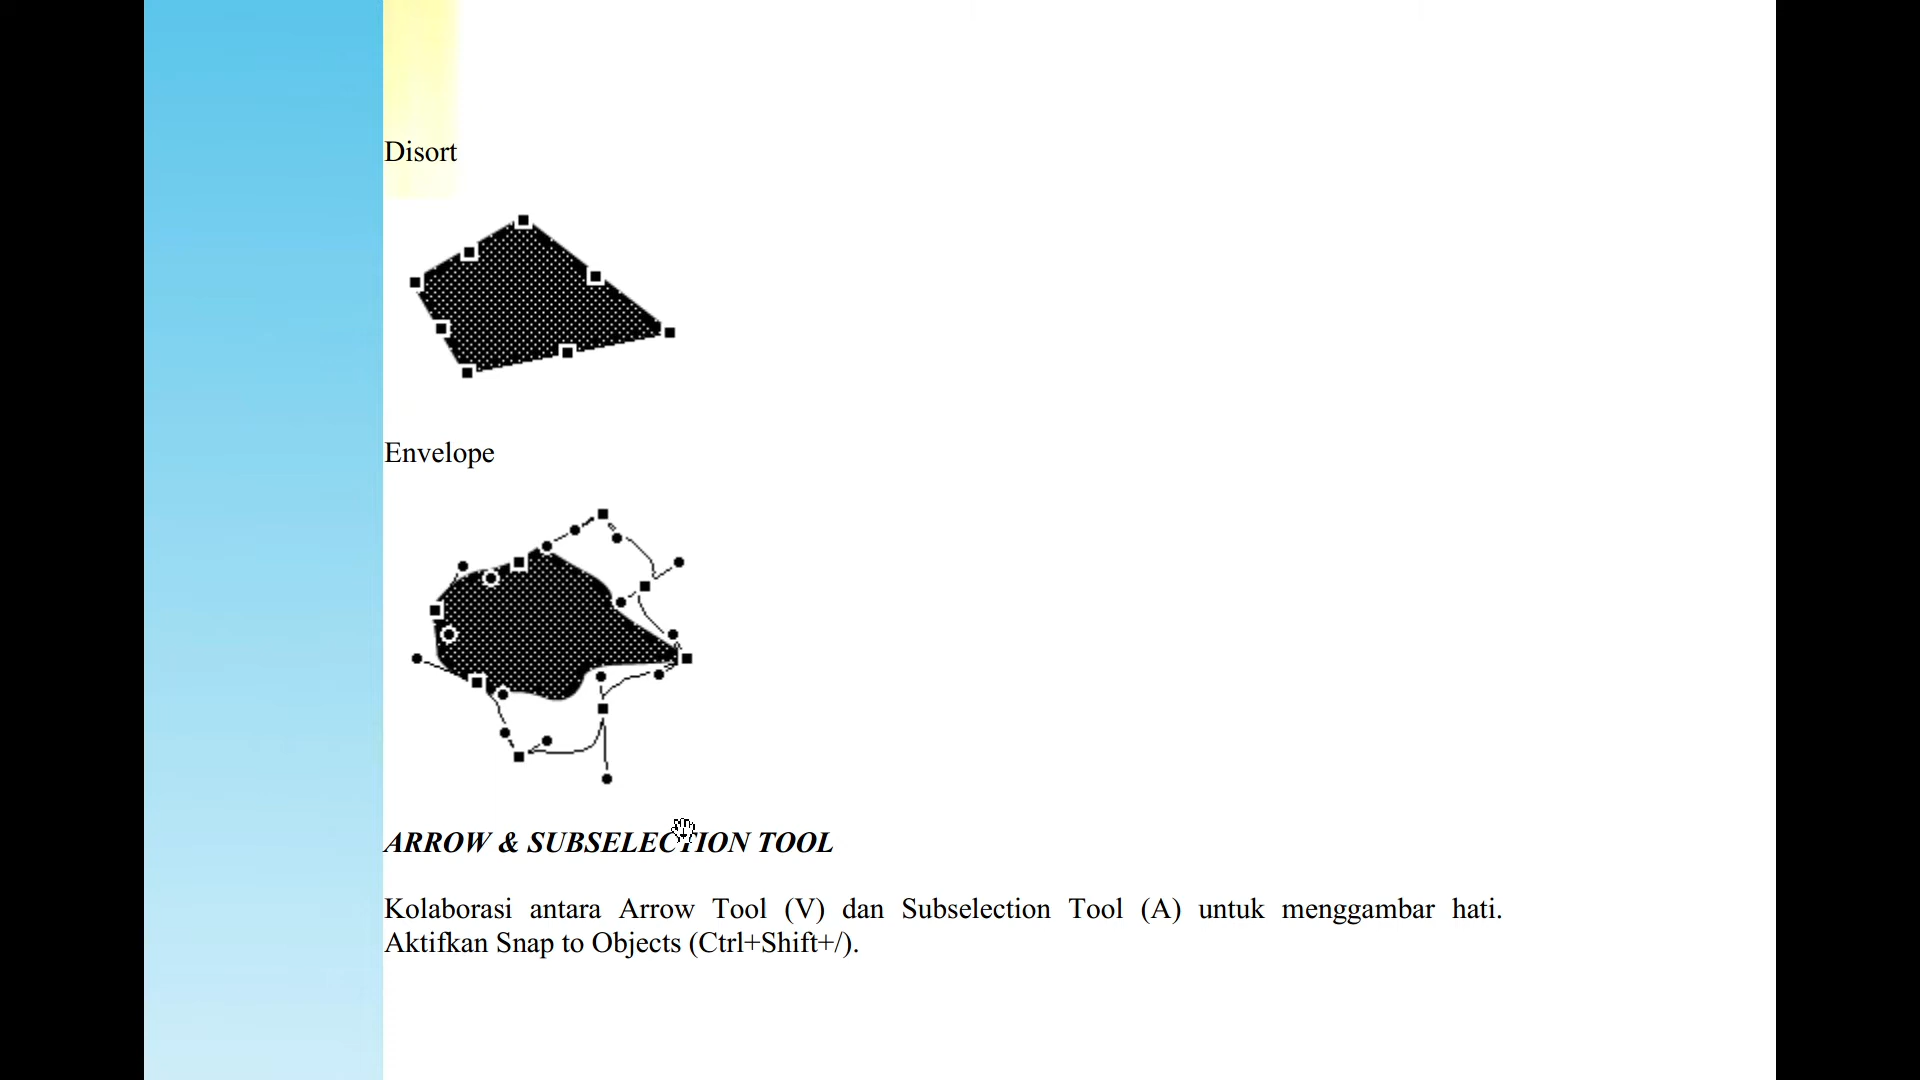 Disort
Envelope
ARROW & SUBSELECTION TOOL
Kolaborasi antara Arrow Tool (V) dan Subselection Tool (A) untuk menggambar hati.
Aktifkan Snap to Objects (Ctrl+Shift+/).